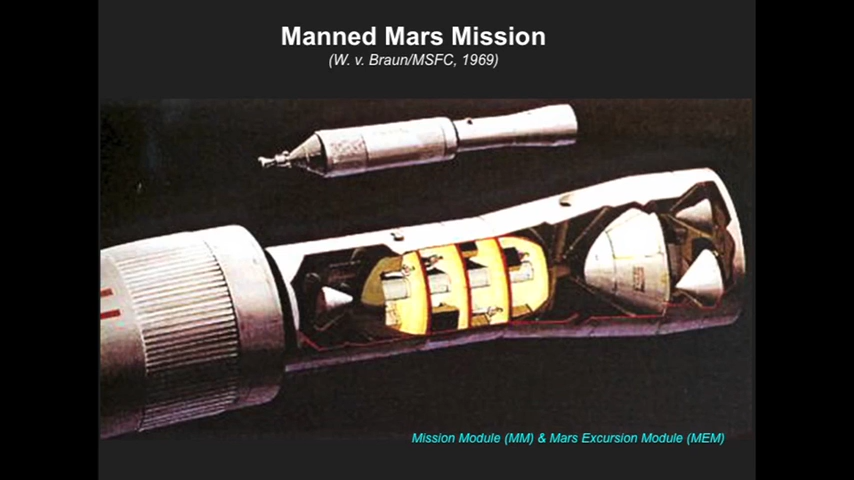 Manned Mars Mission
(W. v. Braun/MSFC, 1969)
Mission Module (MM) & Mars Excursion Module (MEM)